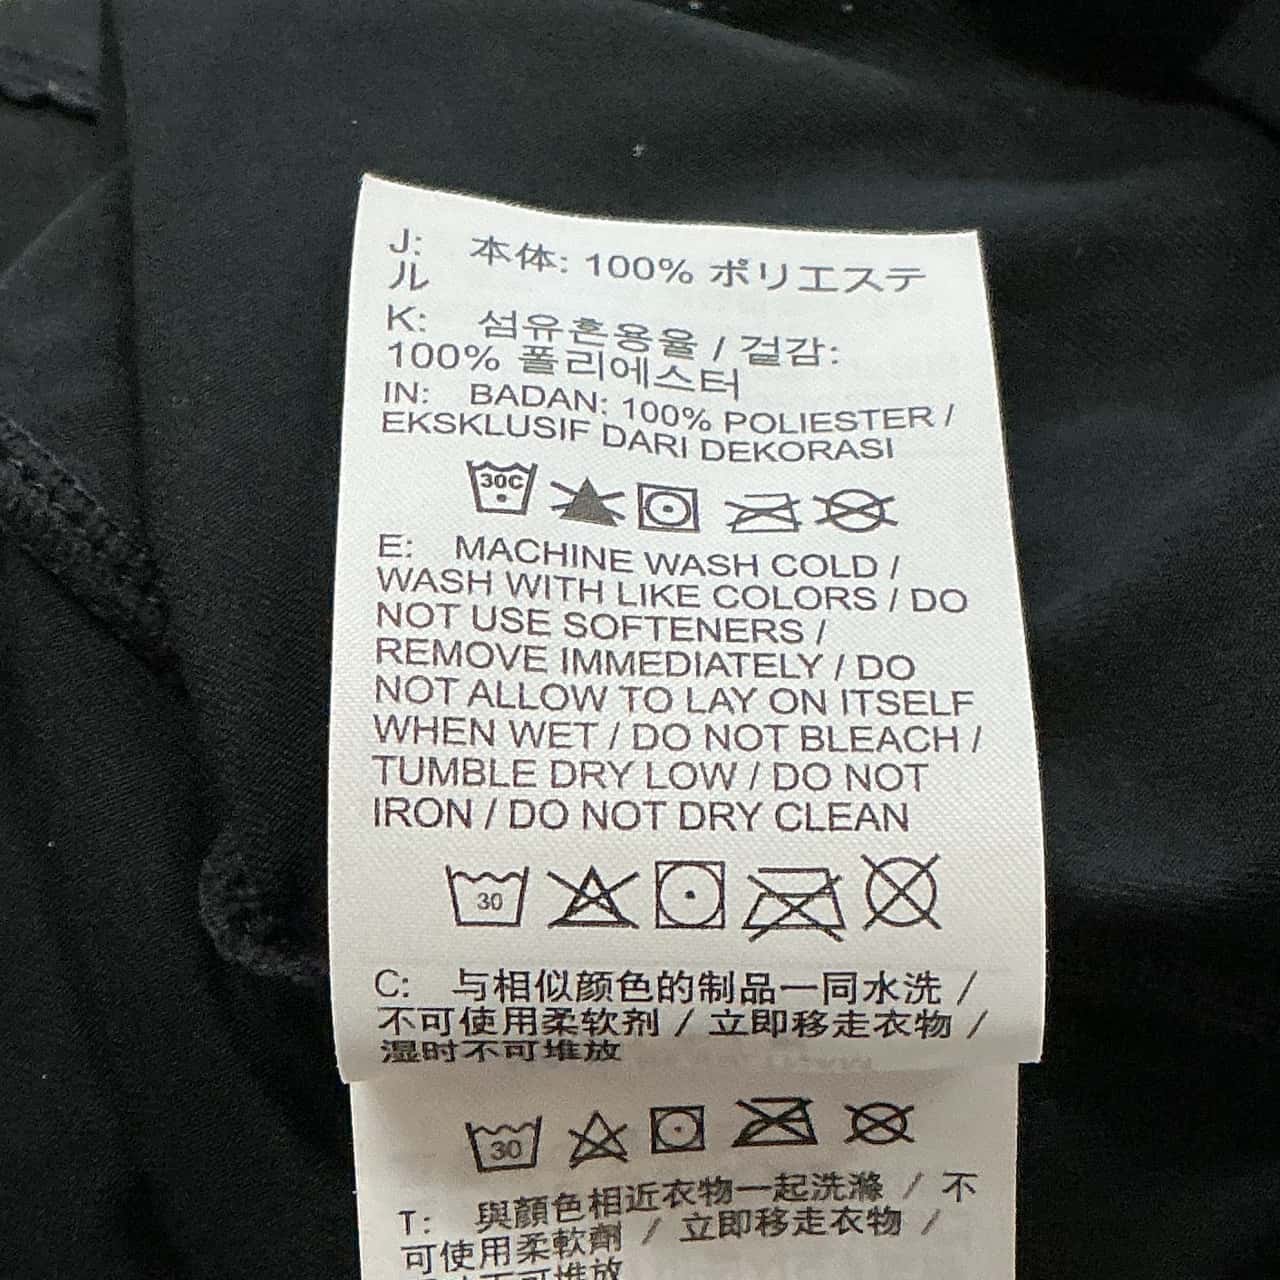 J: 本体: 100% ポリエステ
ル
K: 섬유혼용율 / 겉감:
100% 폴리에스터
IN: BADAN: 100% POLIESTER /
EKSKLUSIF DARI DEKORASI
30C
E: MACHINE WASH COLD /
WASH WITH LIKE COLORS / DO
NOT USE SOFTENERS /
REMOVE IMMEDIATELY / DO
NOT ALLOW TO LAY ON ITSELF
WHEN WET / DO NOT BLEACH /
TUMBLE DRY LOW / DO NOT
IRON / DO NOT DRY CLEAN
30
C: 与相似颜色的制品一同水洗 /
不可使用柔软剂 / 立即移走衣物 /
湿时不可堆放
30
T: 與顏色相近衣物一起洗滌 / 不
可使用柔軟劑 / 立即移走衣物 /
不可堆放